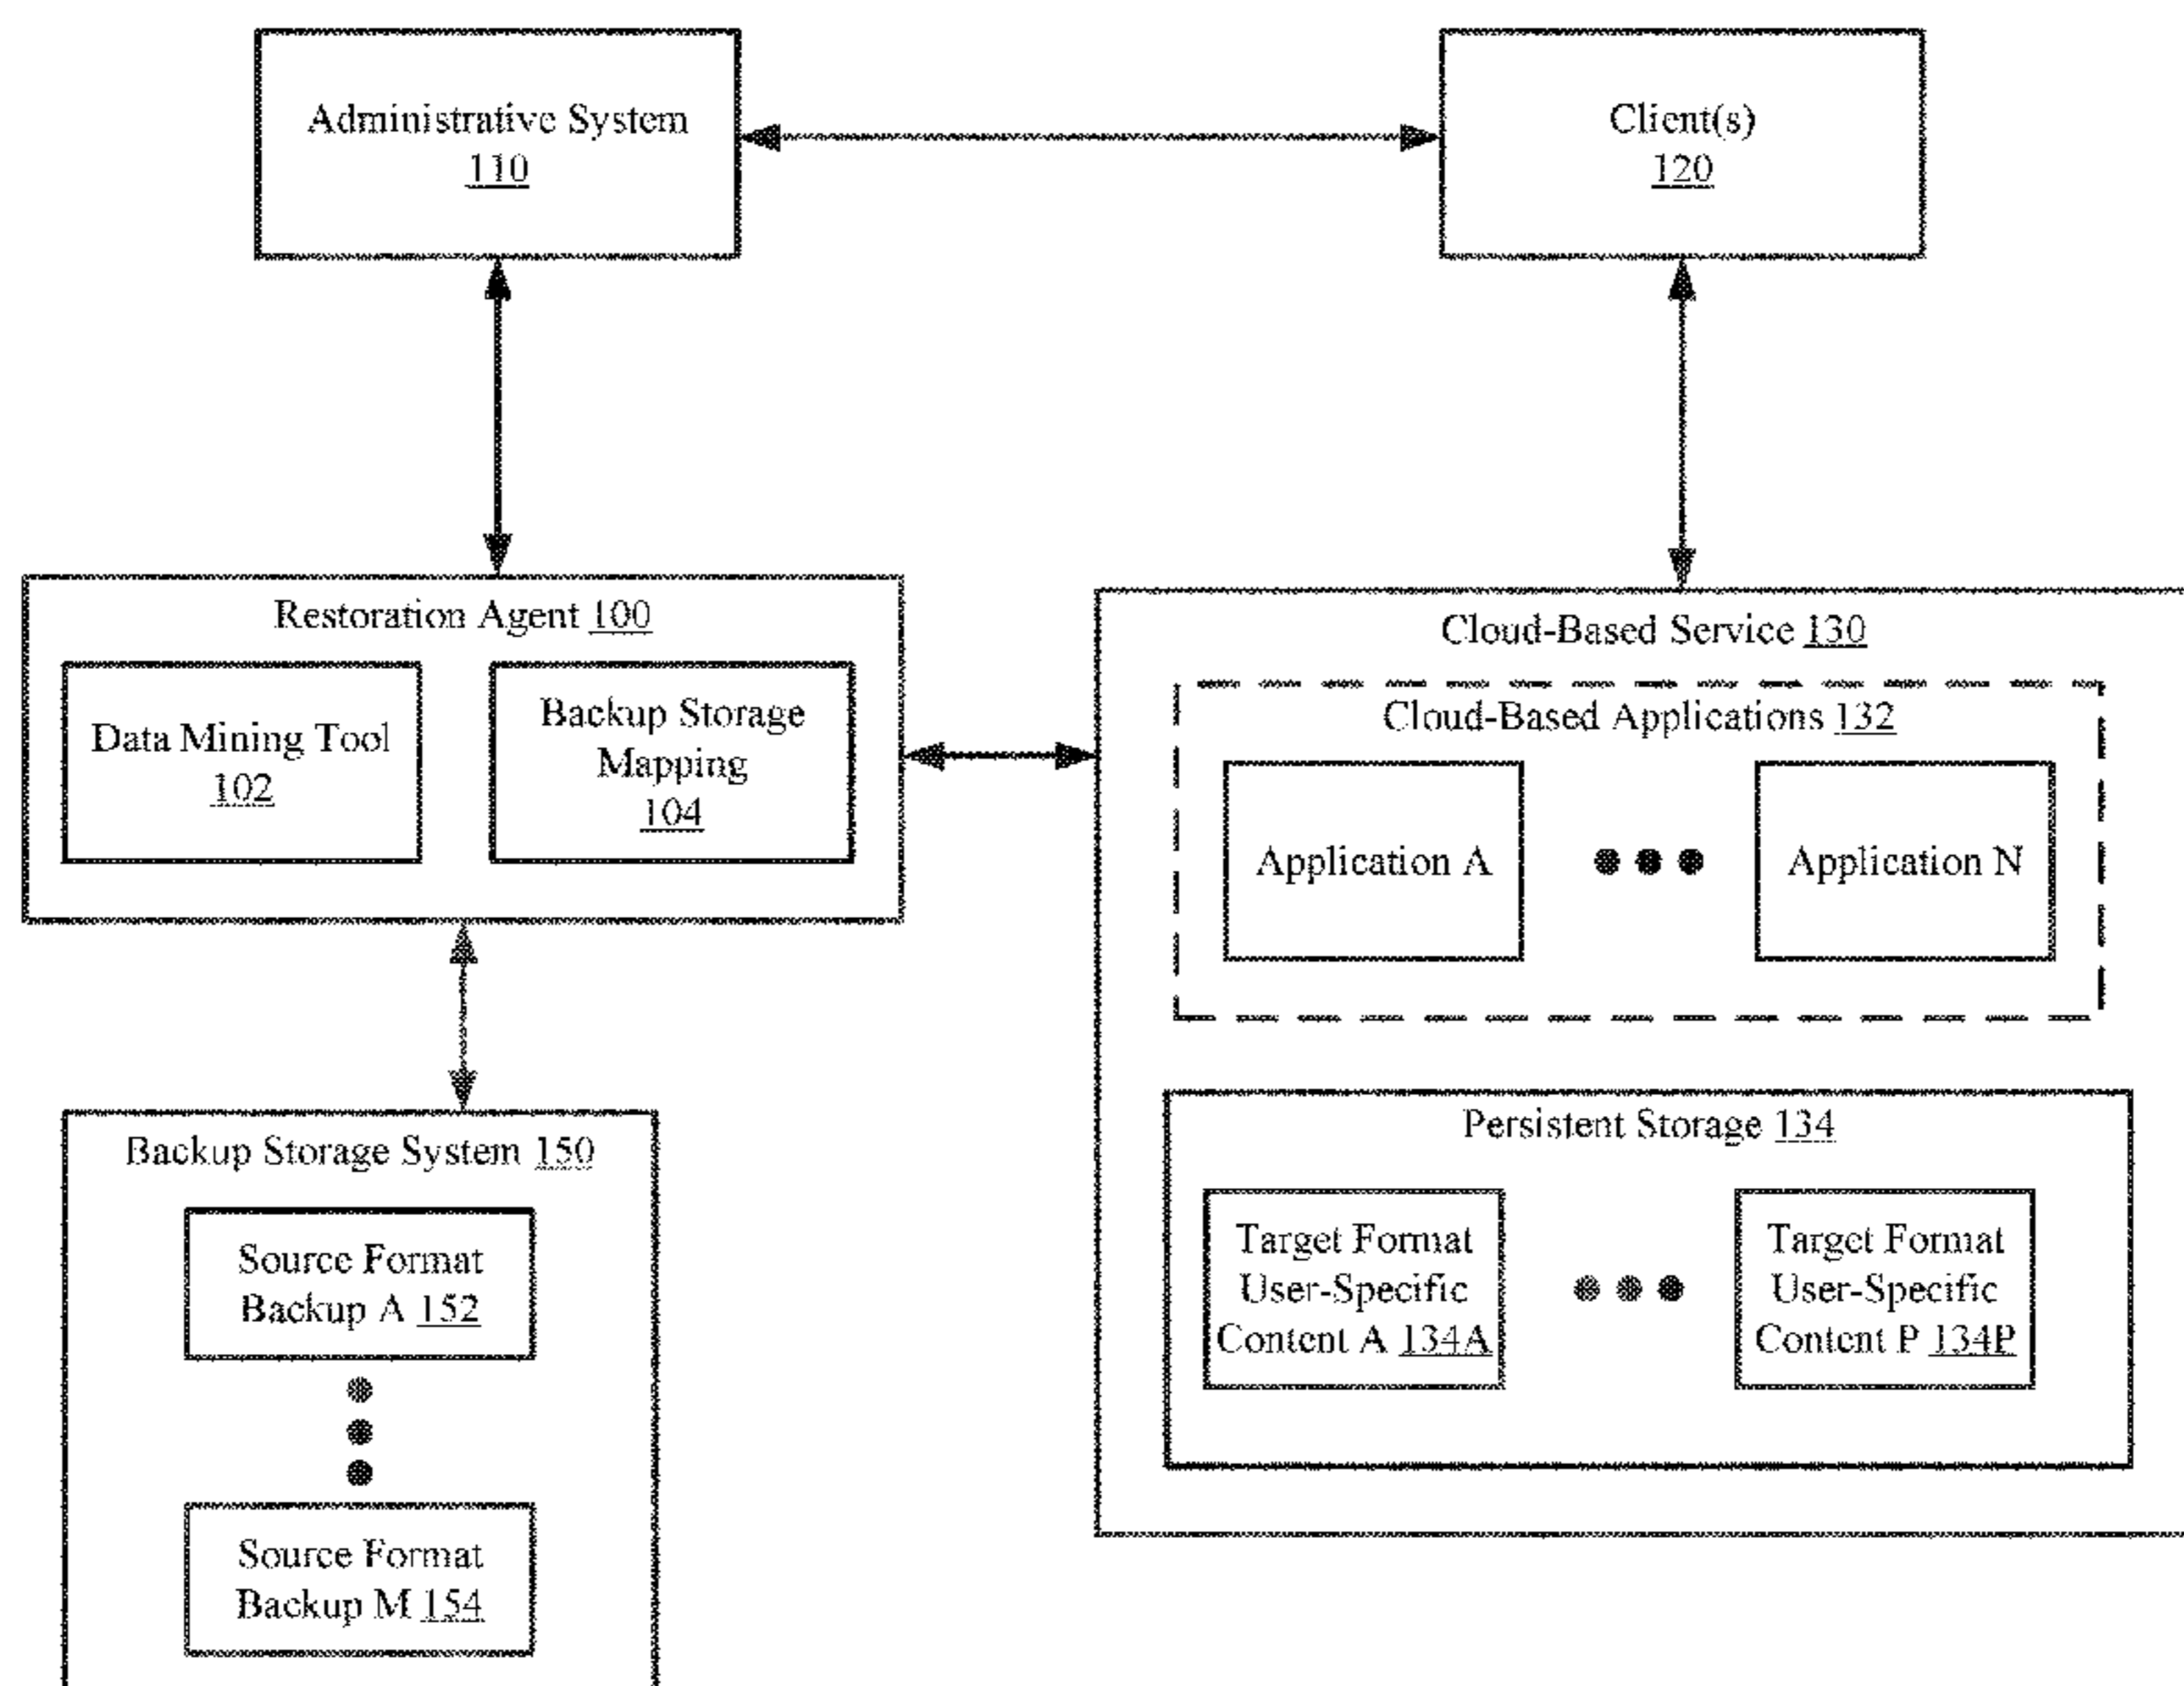 Administrative System
110
Client(s)
120
Restoration Agent 100
Data Mining Tool
102
Backup Storage
Mapping
104
Cloud-Based Service 130
Cloud-Based Applications 132
Application A
Application N
Persistent Storage 134
Target Format
User-Specific
Content A 134A
Target Format
User-Specific
Content P 134P
Backup Storage System 150
Source Format
Backup A 152
Source Format
Backup M 154